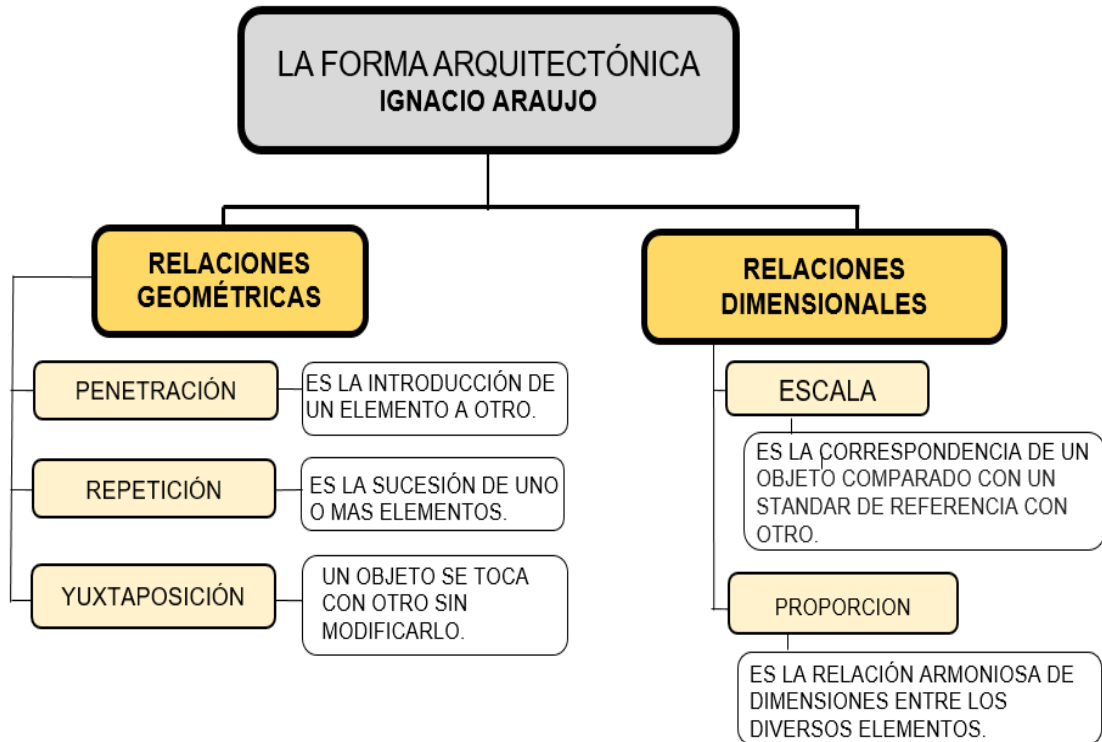 LA FORMA ARQUITECTÓNICA
IGNACIO ARAUJO
RELACIONES
GEOMÉTRICAS
PENETRACIÓN
ES LA INTRODUCCIÓN DE
UN ELEMENTO A OTRO.
REPETICIÓN
ES LA SUCESIÓN DE UNO
O MAS ELEMENTOS.
YUXTAPOSICIÓN
UN OBJETO SE TOCA
CON OTRO SIN
MODIFICARLO.
RELACIONES
DIMENSIONALES
ESCALA
ES LA CORRESPONDENCIA DE UN
OBJETO COMPARADO CON UN
STANDAR DE REFERENCIA CON
OTRO.
PROPORCION
ES LA RELACIÓN ARMONIOSA DE
DIMENSIONES ENTRE LOS
DIVERSOS ELEMENTOS.